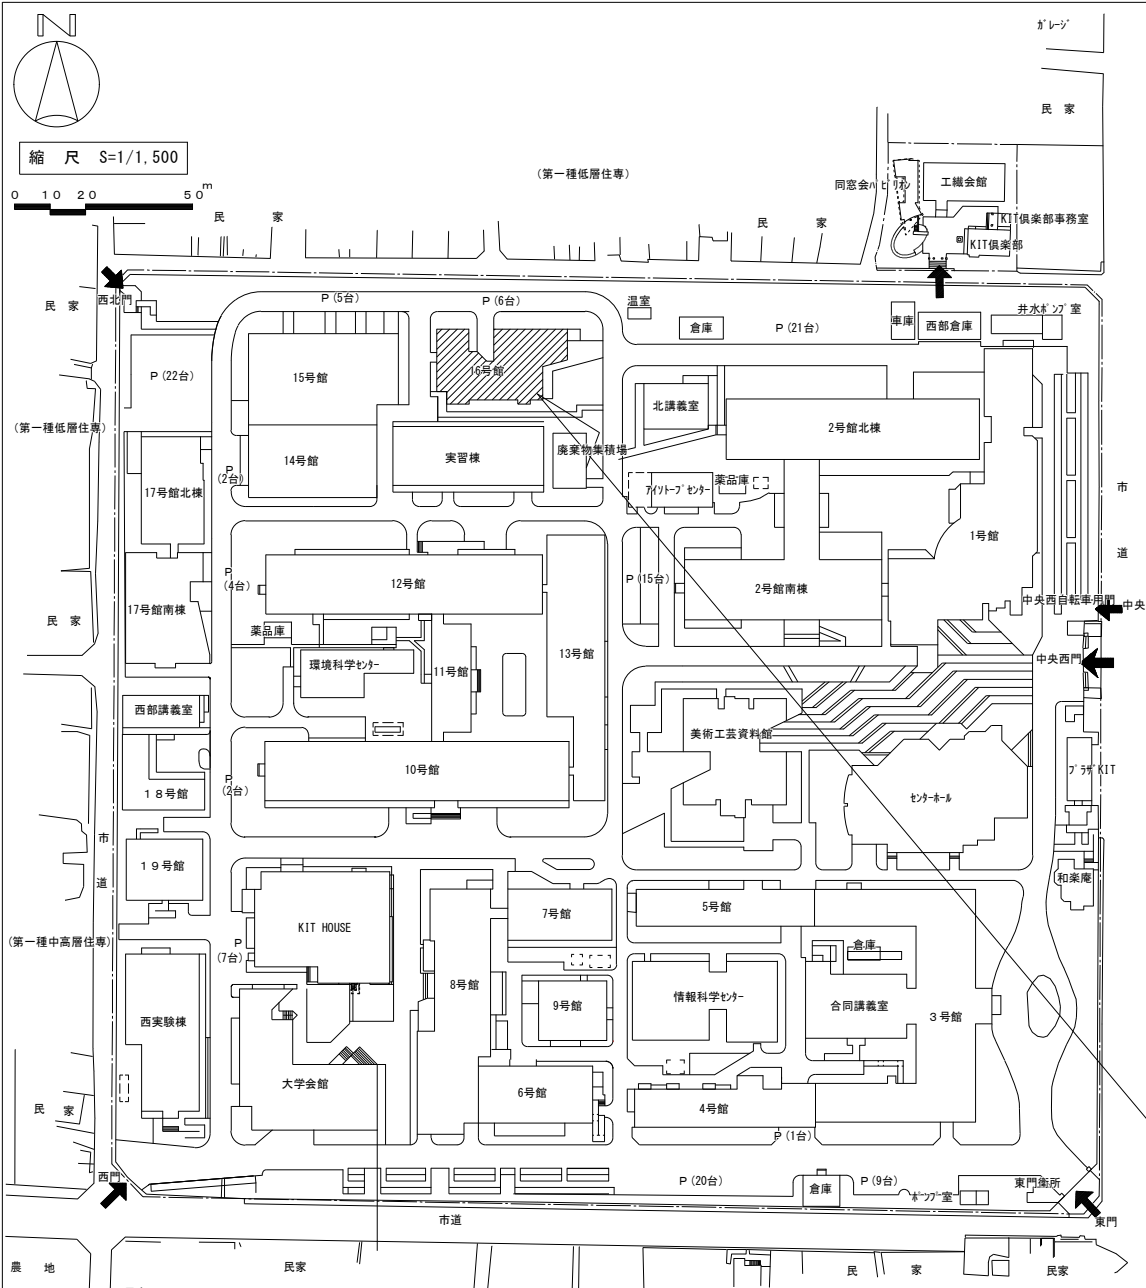 N
ガレージ
民 家
縮 尺 S=1/1,500
0 10 20 50m
(第一種低層住専)
同窓会パビリオン
工繊会館
KIT倶楽部事務室
KIT倶楽部
民 家
民 家
西北門
民 家
P(5台)
P(6台)
温室
倉庫
P(21台)
車庫
西部倉庫
井水ポンプ室
P(22台)
15号館
16号館
北講義室
2号館北棟
(第一種低層住専)
14号館
実習棟
廃棄物集積場
P
(2台)
17号館北棟
アイソトープセンター
薬品庫
市
道
1号館
P
(4台)
12号館
P(15台)
2号館南棟
17号館南棟
民 家
薬品庫
中央西自転車用門
中央
環境科学センター
11号館
13号館
中央西門
西部講義室
美術工芸資料館
10号館
P
(2台)
18号館
センターホール
プラザKIT
市
道
19号館
和楽庵
(第一種中高層住専)
KIT HOUSE
7号館
5号館
P
(7台)
倉庫
8号館
9号館
情報科学センター
合同講義室
3号館
西実験棟
大学会館
6号館
4号館
民 家
P(1台)
西門
P(20台)
倉庫
P(9台)
ポンプ室
東門衛所
東門
市道
農 地
民家
民 家
民家